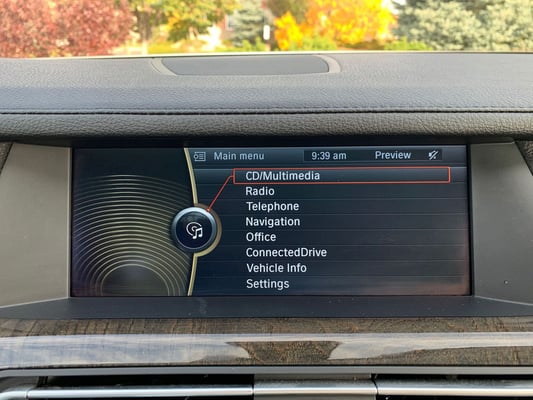 Main menu 9:39 am Preview
CD/Multimedia
Radio
Telephone
Navigation
Office
ConnectedDrive
Vehicle Info
Settings